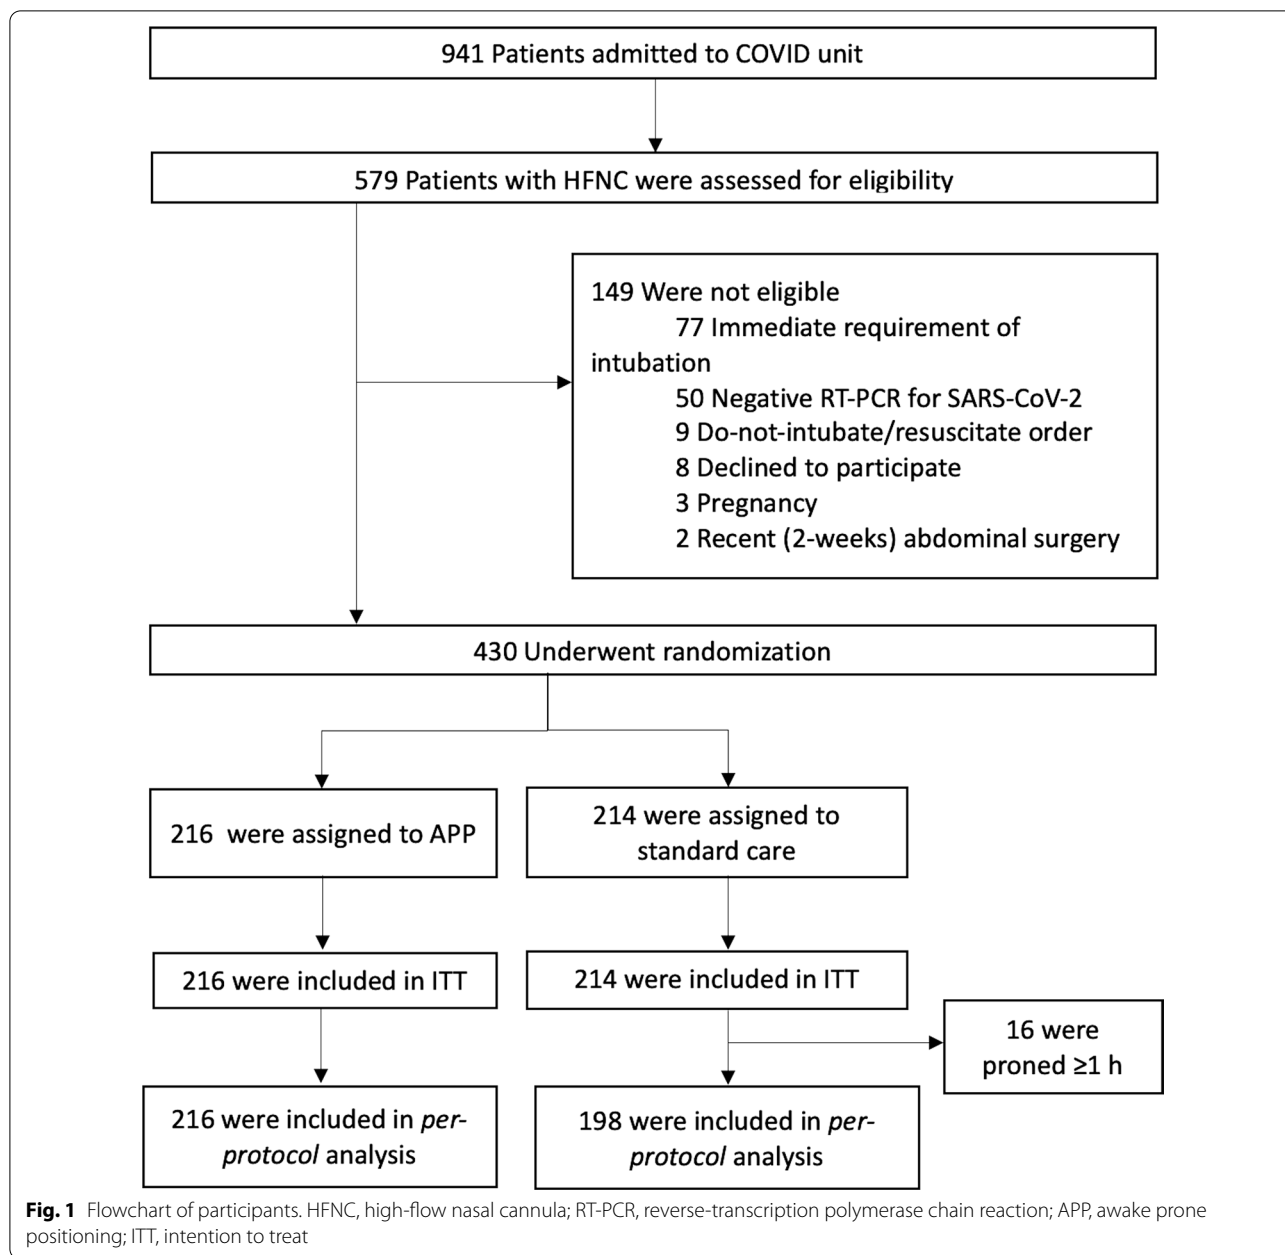 941 Patients admitted to COVID unit
579 Patients with HFNC were assessed for eligibility
149 Were not eligible
77 Immediate requirement of
intubation
50 Negative RT-PCR for SARS-CoV-2
9 Do-not-intubate/resuscitate order
8 Declined to participate
3 Pregnancy
2 Recent (2-weeks) abdominal surgery
430 Underwent randomization
216 were assigned to APP
214 were assigned to
standard care
216 were included in ITT
214 were included in ITT
16 were
proned ≥1 h
216 were included in per-
protocol analysis
198 were included in per-
protocol analysis
Fig. 1 Flowchart of participants. HFNC, high-flow nasal cannula; RT-PCR, reverse-transcription polymerase chain reaction; APP, awake prone
positioning; ITT, intention to treat